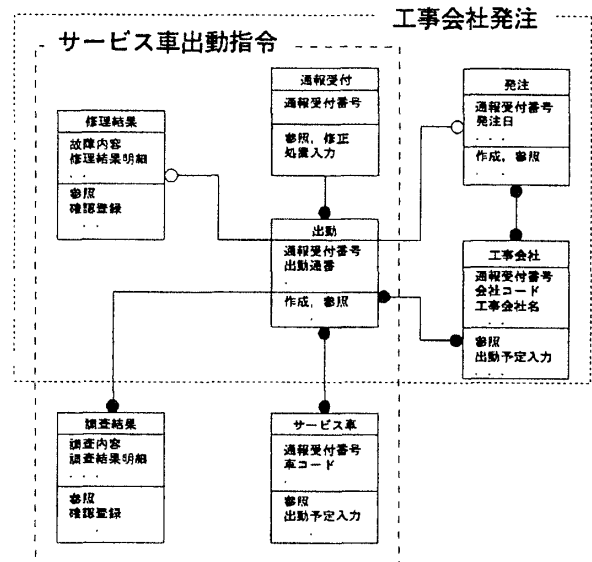 工事会社発注
サービス車出動指令
通報受付
通報受付番号
参照，修正
処置入力
発注
通報受付番号
発注日
. . .
作成，参照
. . .
修理結果
故障内容
修理結果明細
. . .
参照
確認登録
. . .
出動
通報受付番号
出動通番
.
作成，参照
.
工事会社
通報受付番号
会社コード
工事会社名
. . .
参照
出動予定入力
. . .
調査結果
調査内容
調査結果明細
. . .
参照
確認登録
.
サービス車
通報受付番号
車コード
.
参照
出動予定入力
.